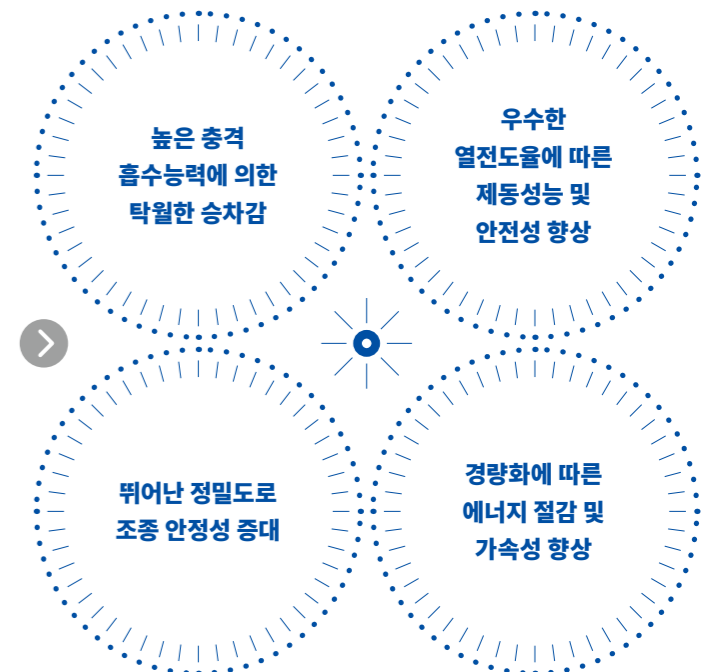 높은 충격
흡수능력에 의한
탁월한 승차감
우수한
열전도율에 따른
제동성능 및
안전성 향상
뛰어난 정밀도로
조종 안정성 증대
경량화에 따른
에너지 절감 및
가속성 향상